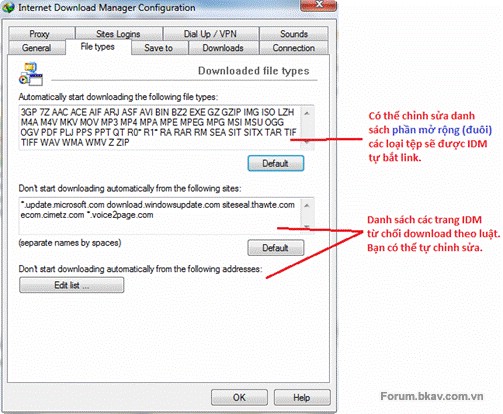 Internet Download Manager Configuration
Proxy Sites Logins Dial Up / VPN Sounds
General File types Save to Downloads Connection
Downloaded file types
Automatically start downloading the following file types:
3GP 7Z AAC ACE AIF ARJ ASF AVI BIN BZ2 EXE GZ GZIP IMG ISO LZH
M4A M4V MKV MOV MP3 MP4 MPA MPE MPEG MPG MSI MSU OGG
OGV PDF PLJ PPS PPT QT R0* R1* RA RAR RM SEA SIT SITX TAR TIF
TIFF WAV WMA WMV Z ZIP
Default
Có thể chỉnh sửa danh
sách phần mở rộng (đuôi)
các loại tệp sẽ được IDM
tự bắt link.
Don't start downloading automatically from the following sites:
*.update.microsoft.com download.windowsupdate.com siteseal.thawte.com
ecom.cimetz.com *.voice2page.com
(separate names by spaces)
Default
Danh sách các trang IDM
từ chối download theo luật.
Bạn có thể tự chỉnh sửa.
Don't start downloading automatically from the following addresses:
Edit list ...
OK Help
Forum.bkav.com.vn